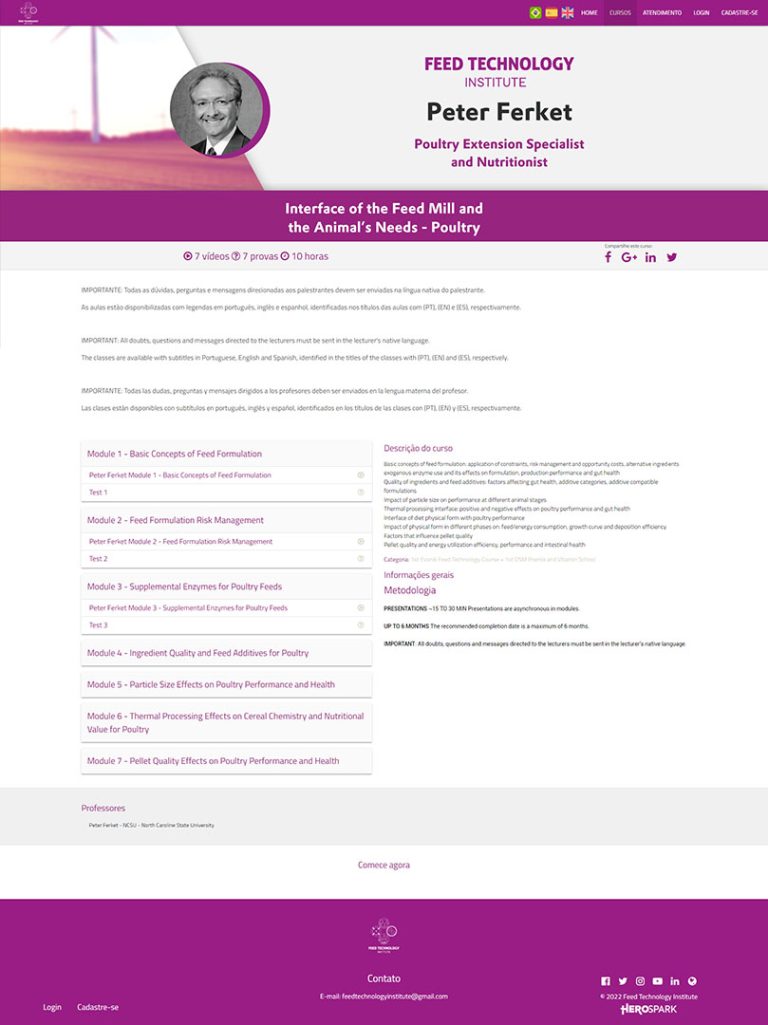 FEED TECHNOLOGY
INSTITUTE
HOME CURSOS ATENDIMENTO LOGIN CADASTRE-SE
FEED TECHNOLOGY
INSTITUTE
Peter Ferket
Poultry Extension Specialist
and Nutritionist
Interface of the Feed Mill and
the Animal's Needs - Poultry
7 vídeos 7 provas 10 horas
Compartilhe este curso:
IMPORTANTE: Todas as dúvidas, perguntas e mensagens direcionadas aos palestrantes devem ser enviadas na língua nativa do palestrante.
As aulas estão disponibilizadas com legendas em português, inglês e espanhol, identificadas nos títulos das aulas com (PT), (EN) e (ES), respectivamente.
IMPORTANT: All doubts, questions and messages directed to the lecturers must be sent in the lecturer's native language.
The classes are available with subtitles in Portuguese, English and Spanish, identified in the titles of the classes with (PT), (EN) and (ES), respectively.
IMPORTANTE: Todas las dudas, preguntas y mensajes dirigidos a los profesores deben ser enviados en la lengua materna del profesor.
Las clases están disponibles con subtítulos en portugués, inglés y español, identificados en los títulos de las clases con (PT), (EN) y (ES), respectivamente.
Module 1 - Basic Concepts of Feed Formulation
Peter Ferket Module 1 - Basic Concepts of Feed Formulation
Test 1
Module 2 - Feed Formulation Risk Management
Peter Ferket Module 2 - Feed Formulation Risk Management
Test 2
Module 3 - Supplemental Enzymes for Poultry Feeds
Peter Ferket Module 3 - Supplemental Enzymes for Poultry Feeds
Test 3
Module 4 - Ingredient Quality and Feed Additives for Poultry
Module 5 - Particle Size Effects on Poultry Performance and Health
Module 6 - Thermal Processing Effects on Cereal Chemistry and Nutritional
Value for Poultry
Module 7 - Pellet Quality Effects on Poultry Performance and Health
Descrição do curso
Basic concepts of feed formulation: application of constraints, risk management and opportunity costs, alternative ingredients
exogenous enzyme use and its effects on formulation, production performance and gut health
Quality of ingredients and feed additives: factors affecting gut health, additive categories, additive compatible
formulations
Impact of particle size on performance at different animal stages
Thermal processing interface: positive and negative effects on poultry performance and gut health
Interface of diet physical form with poultry performance
Impact of physical form in different phases on: feed/energy consumption, growth curve and deposition efficiency
Factors that influence pellet quality
Pellet quality and energy utilization efficiency, performance and intestinal health
Categoria: 1st Evonik Feed Technology Course + 1st DSM Premix and Vitamin School
Informações gerais
Metodologia
PRESENTATIONS ~15 TO 30 MIN Presentations are asynchronous in modules.
UP TO 6 MONTHS The recommended completion date is a maximum of 6 months.
IMPORTANT: All doubts, questions and messages directed to the lecturers must be sent in the lecturer's native language.
Professores
Peter Ferket - NCSU - North Caroline State University
Comece agora
FEED TECHNOLOGY
INSTITUTE
Contato
E-mail: feedtechnologyinstitute@gmail.com
Login Cadastre-se
© 2022 Feed Technology Institute
HEROSPARK